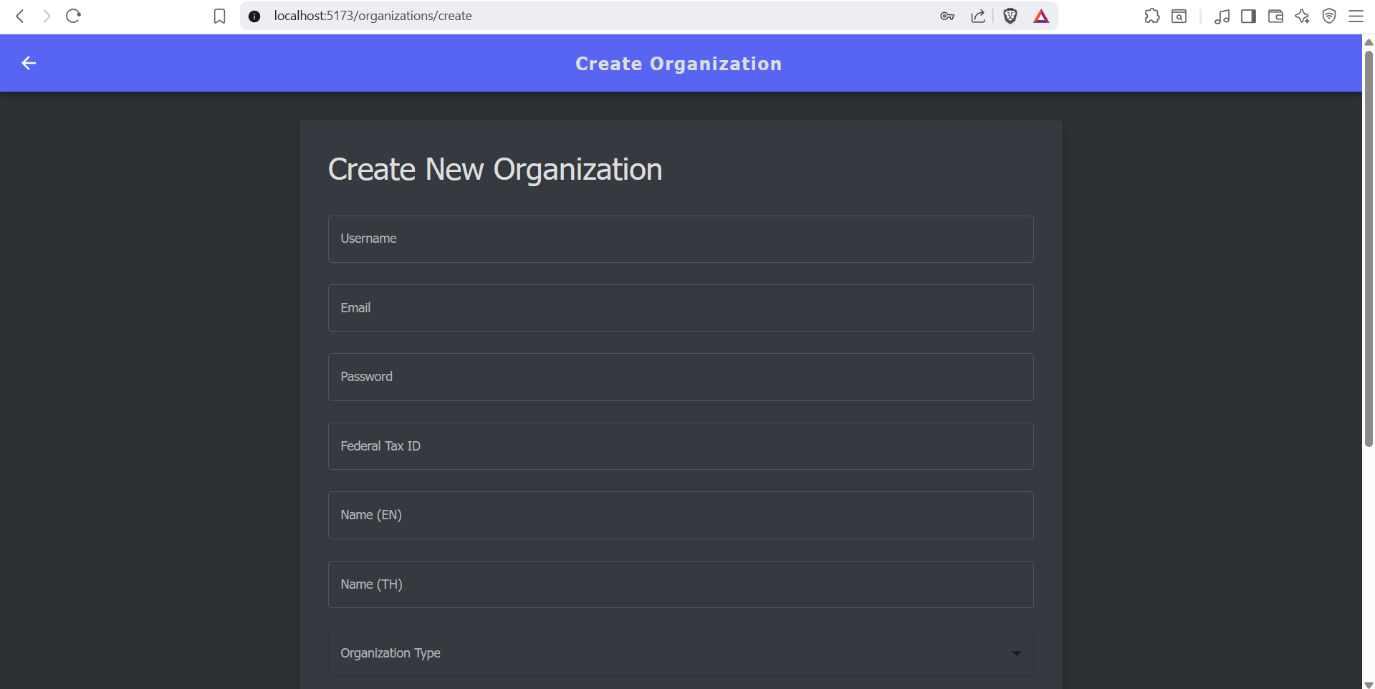 localhost:5173/organizations/create
Create Organization
Create New Organization
Username
Email
Password
Federal Tax ID
Name (EN)
Name (TH)
Organization Type